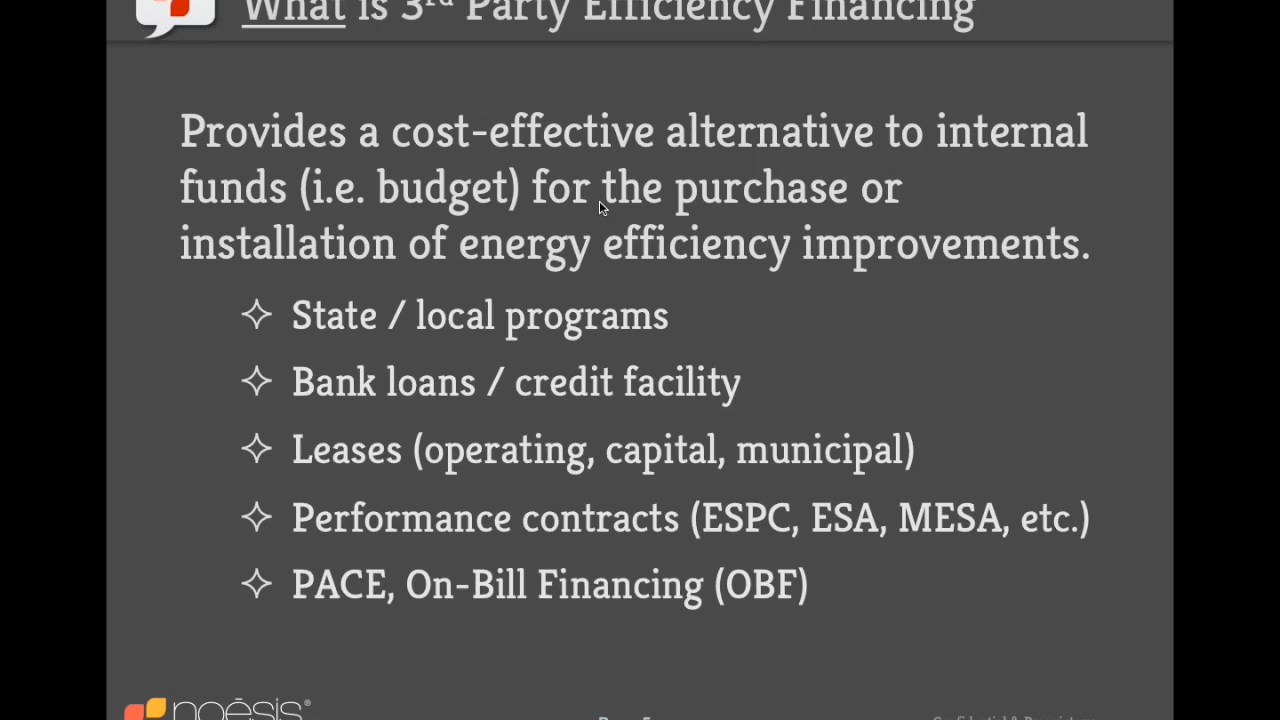 What is 3rd Party Efficiency Financing
Provides a cost-effective alternative to internal
funds (i.e. budget) for the purchase or
installation of energy efficiency improvements.
State / local programs
Bank loans / credit facility
Leases (operating, capital, municipal)
Performance contracts (ESPC, ESA, MESA, etc.)
PACE, On-Bill Financing (OBF)
noēsis®